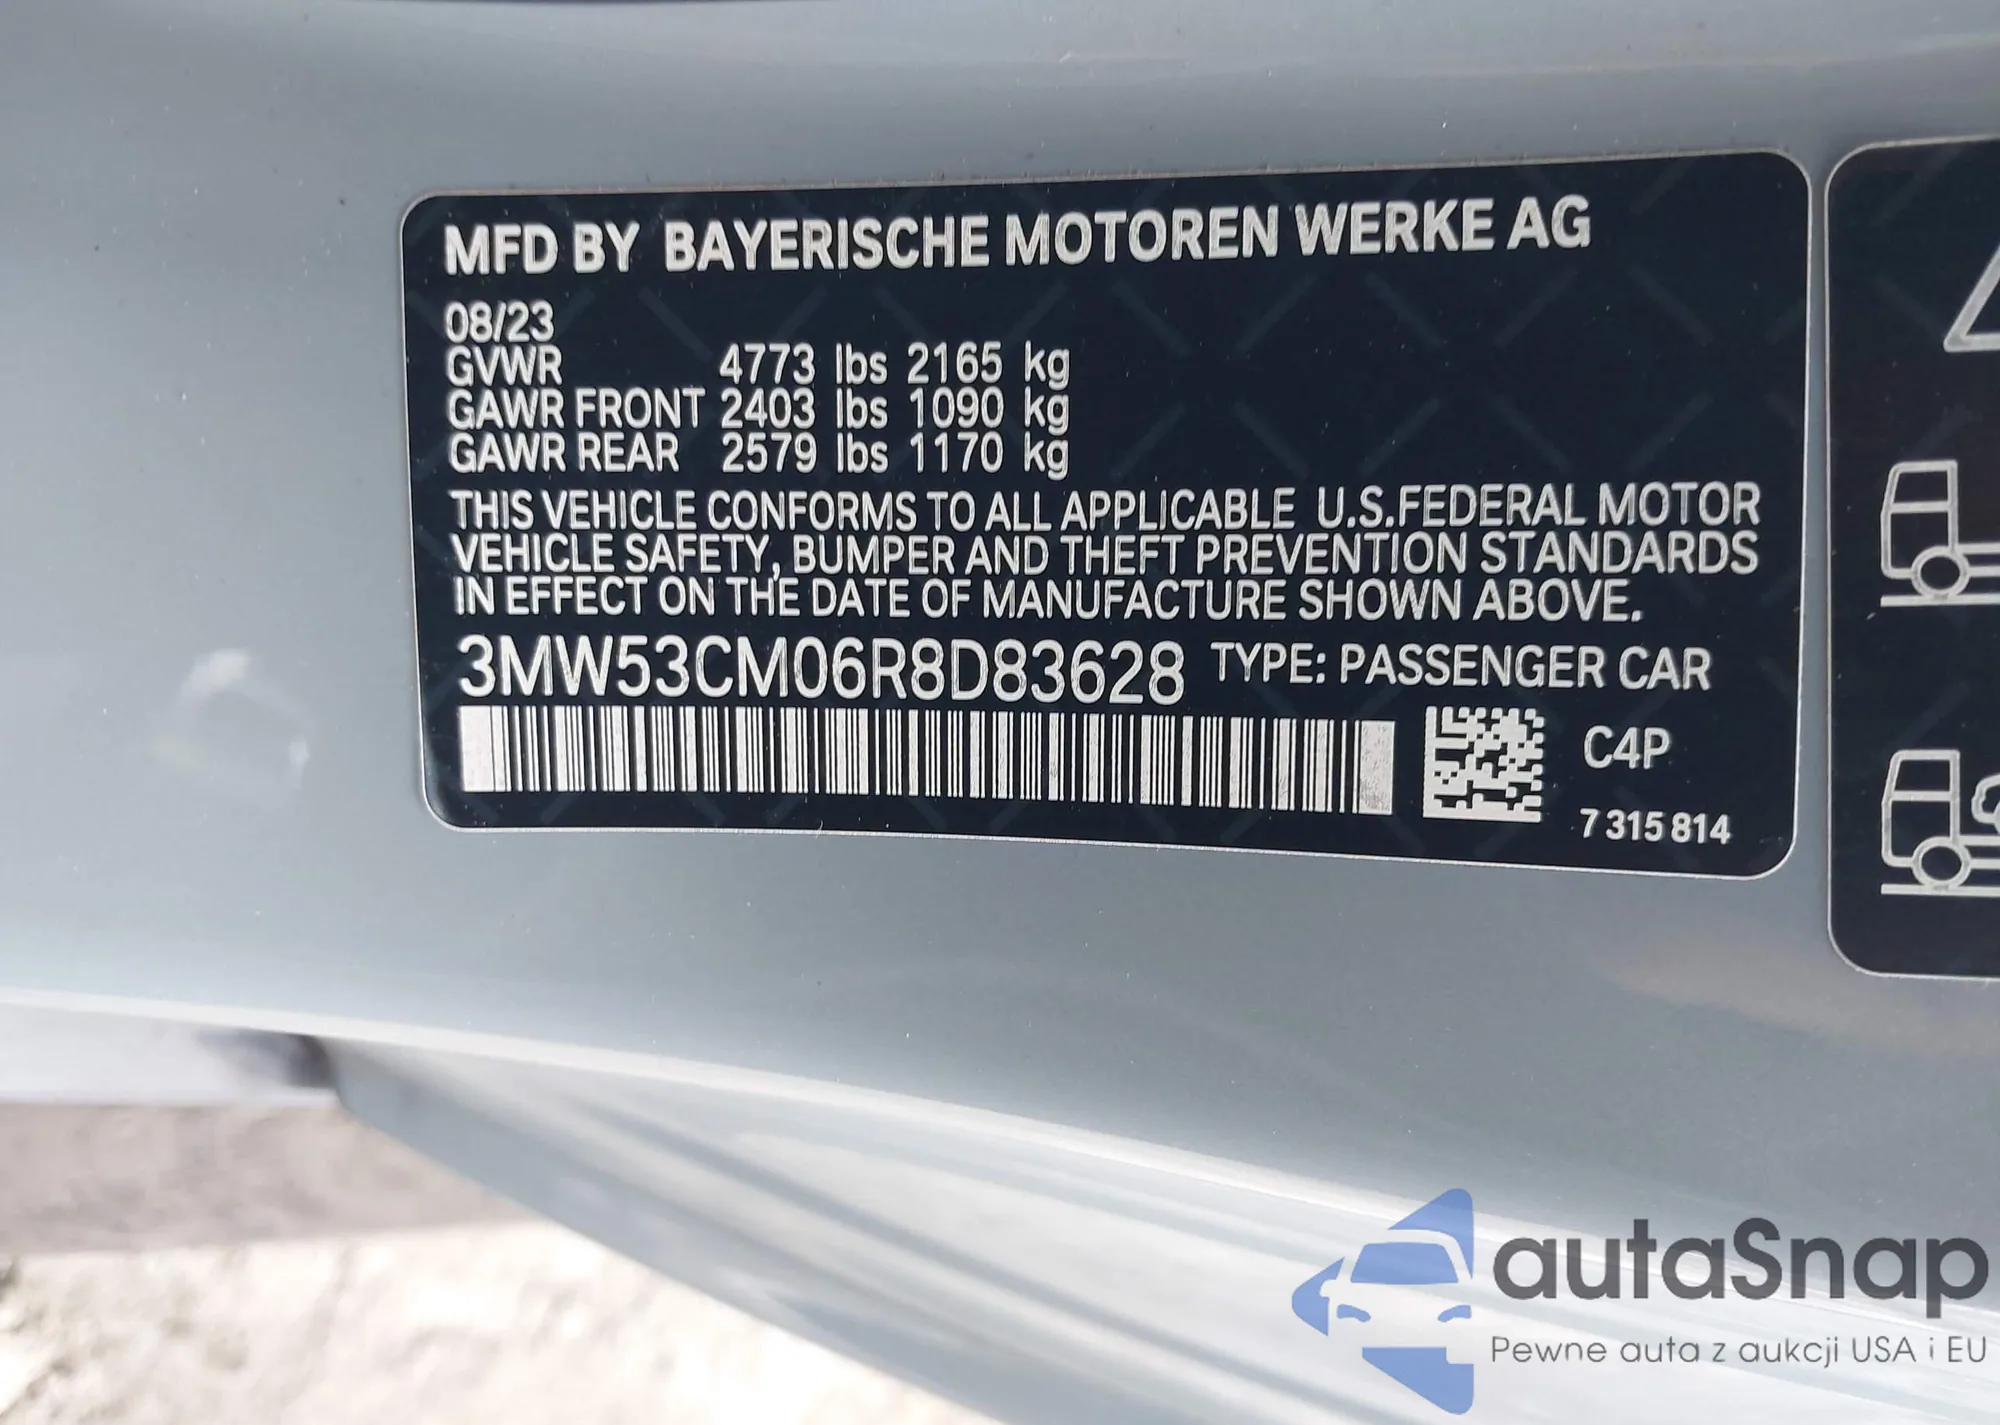 MFD BY BAYERISCHE MOTOREN WERKE AG
08/23
GVWR 4773 lbs 2165 kg
GAWR FRONT 2403 lbs 1090 kg
GAWR REAR 2579 lbs 1170 kg
THIS VEHICLE CONFORMS TO ALL APPLICABLE U.S.FEDERAL MOTOR
VEHICLE SAFETY, BUMPER AND THEFT PREVENTION STANDARDS
IN EFFECT ON THE DATE OF MANUFACTURE SHOWN ABOVE.
3MW53CM06R8D83628 TYPE: PASSENGER CAR
C4P
7 315 814
autaSnap
Pewne auta z aukcji USA i EU